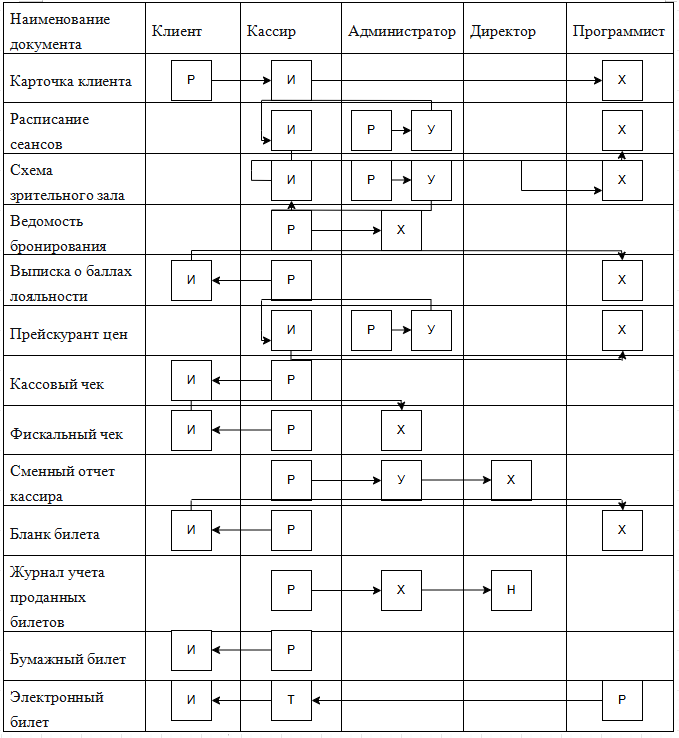 Наименование
документа
Клиент
Кассир
Администратор
Директор
Программист
Карточка клиента
Р
И
Х
Расписание
сеансов
И
Р
У
Х
Схема
зрительного зала
И
Р
У
Х
Ведомость
бронирования
Р
Х
Выписка о баллах
лояльности
И
Р
Х
Прейскурант цен
И
Р
У
Х
Кассовый чек
И
Р
Фискальный чек
И
Р
Х
Сменный отчет
кассира
Р
У
Х
Бланк билета
И
Р
Х
Журнал учета
проданных
билетов
Р
Х
Н
Бумажный билет
И
Р
Электронный
билет
И
Т
Р